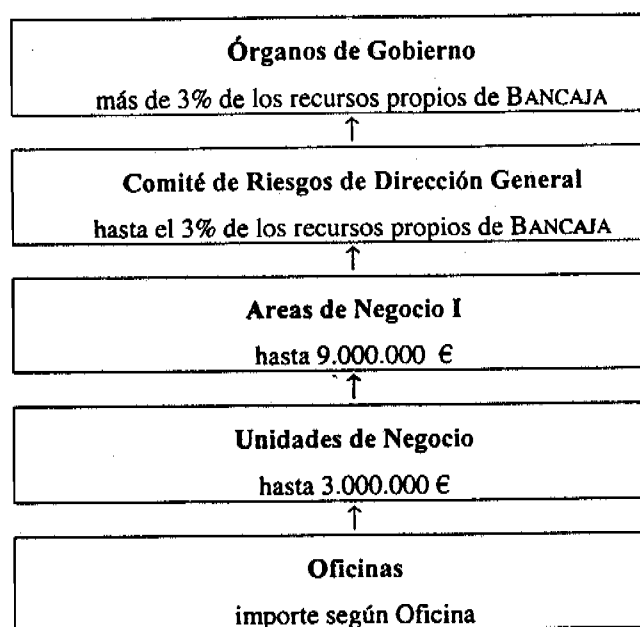 Órganos de Gobierno
más de 3% de los recursos propios de BANCAJA
↑
Comité de Riesgos de Dirección General
hasta el 3% de los recursos propios de BANCAJA
↑
Areas de Negocio I
hasta 9.000.000 €
↑
Unidades de Negocio
hasta 3.000.000 €
↑
Oficinas
importe según Oficina